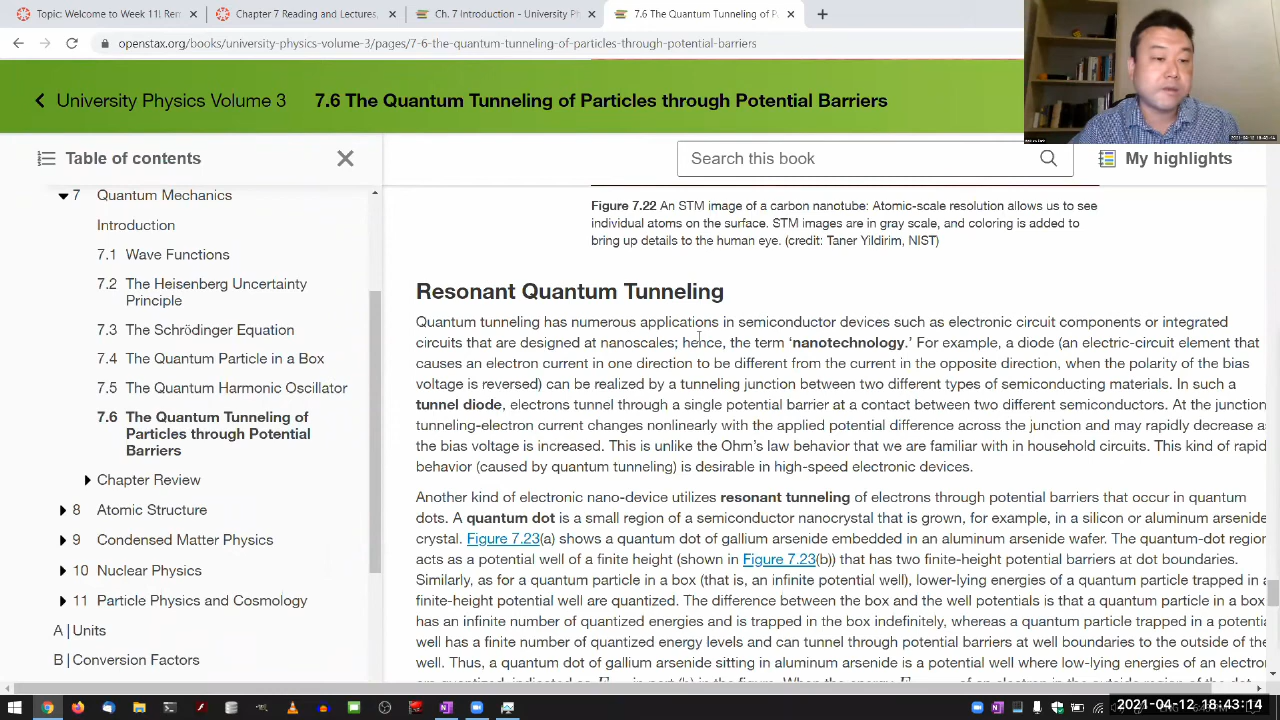 Topic: Welcome to Week 11! Rem
Chapter 7 Reading and Lectures,
Ch. 7 Introduction - University Ph
7.6 The Quantum Tunneling of P
openstax.org/books/university-physics-volume-3/pages/7-6-the-quantum-tunneling-of-particles-through-potential-barriers
University Physics Volume 3
7.6 The Quantum Tunneling of Particles through Potential Barriers
2021-04-12 18:43:14
Table of contents
Search this book
My highlights
7 Quantum Mechanics
Introduction
7.1 Wave Functions
7.2 The Heisenberg Uncertainty
Principle
7.3 The Schrödinger Equation
7.4 The Quantum Particle in a Box
7.5 The Quantum Harmonic Oscillator
7.6 The Quantum Tunneling of
Particles through Potential
Barriers
Chapter Review
8 Atomic Structure
9 Condensed Matter Physics
10 Nuclear Physics
11 Particle Physics and Cosmology
A | Units
B | Conversion Factors
Figure 7.22 An STM image of a carbon nanotube: Atomic-scale resolution allows us to see
individual atoms on the surface. STM images are in gray scale, and coloring is added to
bring up details to the human eye. (credit: Taner Yildirim, NIST)
Resonant Quantum Tunneling
Quantum tunneling has numerous applications in semiconductor devices such as electronic circuit components or integrated
circuits that are designed at nanoscales; hence, the term ‘nanotechnology.’ For example, a diode (an electric-circuit element that
causes an electron current in one direction to be different from the current in the opposite direction, when the polarity of the bias
voltage is reversed) can be realized by a tunneling junction between two different types of semiconducting materials. In such a
tunnel diode, electrons tunnel through a single potential barrier at a contact between two different semiconductors. At the junction
tunneling-electron current changes nonlinearly with the applied potential difference across the junction and may rapidly decrease a
the bias voltage is increased. This is unlike the Ohm’s law behavior that we are familiar with in household circuits. This kind of rapid
behavior (caused by quantum tunneling) is desirable in high-speed electronic devices.
Another kind of electronic nano-device utilizes resonant tunneling of electrons through potential barriers that occur in quantum
dots. A quantum dot is a small region of a semiconductor nanocrystal that is grown, for example, in a silicon or aluminum arsenide
crystal. Figure 7.23(a) shows a quantum dot of gallium arsenide embedded in an aluminum arsenide wafer. The quantum-dot region
acts as a potential well of a finite height (shown in Figure 7.23(b)) that has two finite-height potential barriers at dot boundaries.
Similarly, as for a quantum particle in a box (that is, an infinite potential well), lower-lying energies of a quantum particle trapped in a
finite-height potential well are quantized. The difference between the box and the well potentials is that a quantum particle in a box
has an infinite number of quantized energies and is trapped in the box indefinitely, whereas a quantum particle trapped in a potentia
well has a finite number of quantized energy levels and can tunnel through potential barriers at well boundaries to the outside of the
well. Thus, a quantum dot of gallium arsenide sitting in aluminum arsenide is a potential well where low-lying energies of an electron
2021-04-12 18:43:14